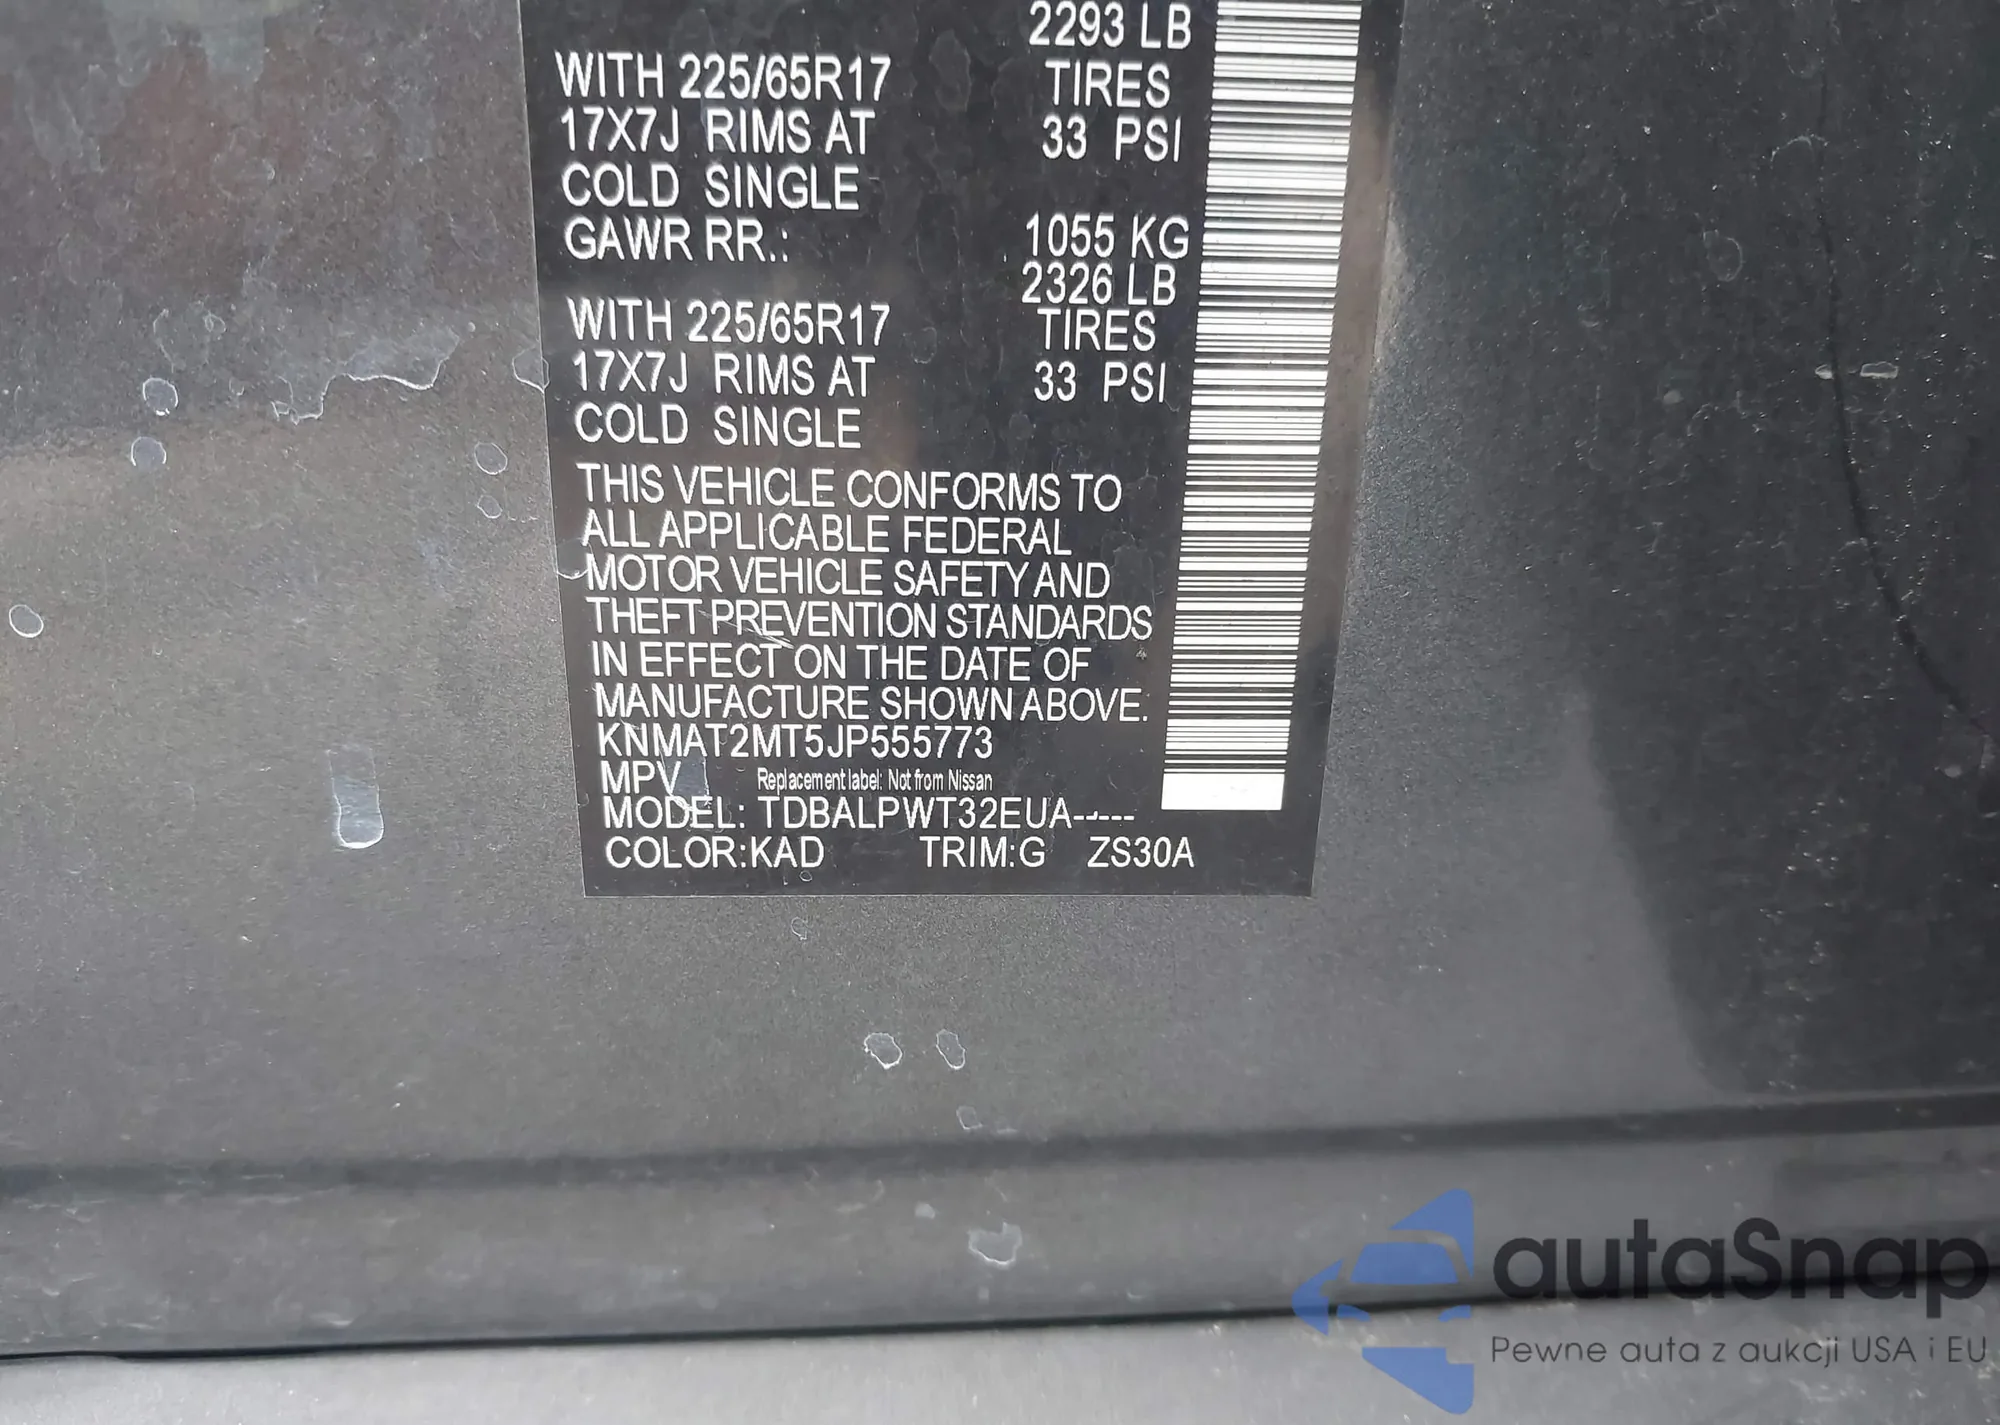 2293 LB
WITH 225/65R17 TIRES
17X7J RIMS AT 33 PSI
COLD SINGLE
GAWR RR.: 1055 KG
2326 LB
WITH 225/65R17 TIRES
17X7J RIMS AT 33 PSI
COLD SINGLE
THIS VEHICLE CONFORMS TO
ALL APPLICABLE FEDERAL
MOTOR VEHICLE SAFETY AND
THEFT PREVENTION STANDARDS
IN EFFECT ON THE DATE OF
MANUFACTURE SHOWN ABOVE.
KNMAT2MT5JP555773
MPV Replacement label: Not from Nissan
MODEL: TDBALPWT32EUA-----
COLOR:KAD TRIM:G ZS30A
autaSnap
Pewne auta z aukcji USA i EU